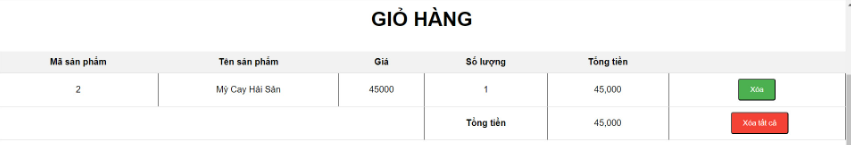 GIỎ HÀNG
Mã sản phẩm Tên sản phẩm Giá Số lượng Tổng tiền
2 Mỳ Cay Hải Sản 45000 1 45,000 Xóa
Tổng tiền 45,000 Xóa tất cả